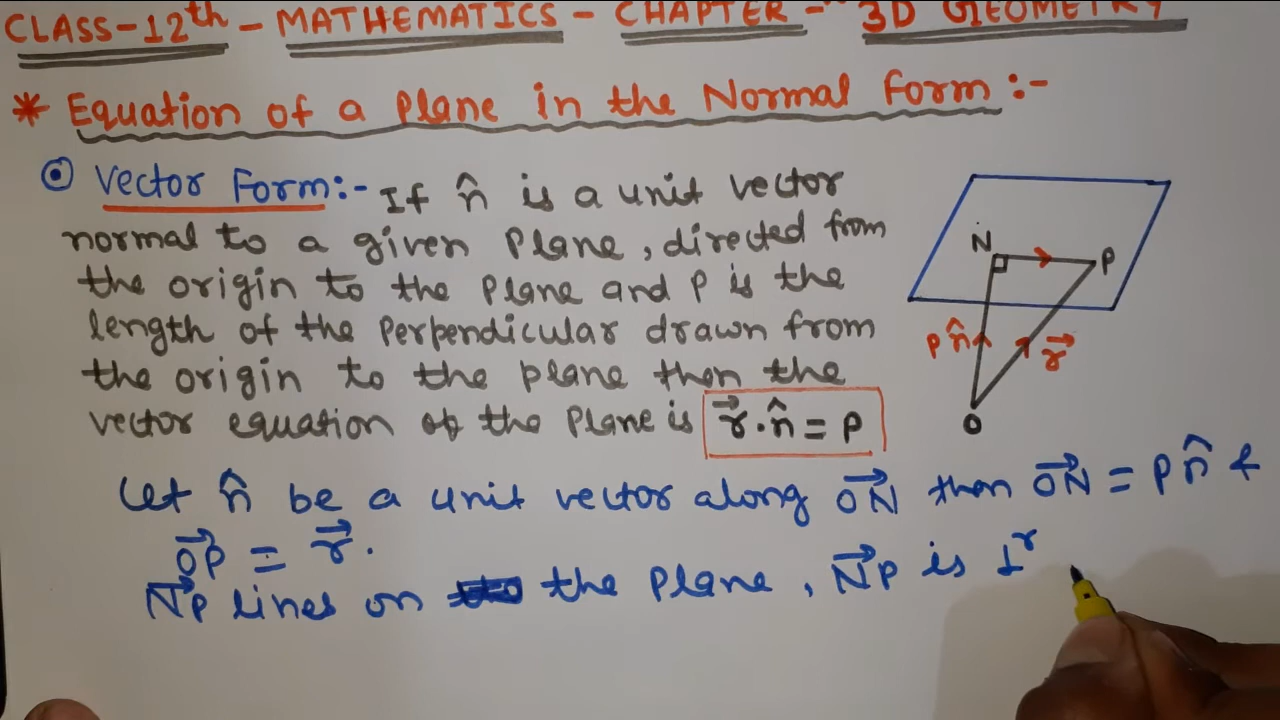 CLASS-12th - MATHEMATICS - CHAPTER - 3D GEOMETRY
* Equation of a Plane in the Normal Form:-
Vector Form:- If n̂ is a unit vector
normal to a given Plane, directed from
the origin to the plane and P is the
length of the perpendicular drawn from
the origin to the plane then the
vector equation of the Plane is r⃗.n̂ = P
N
P
P n̂
r⃗
O
Let n̂ be a unit vector along ON⃗ then ON⃗ = P n̂ &
OP⃗ = r⃗.
NP⃗ lines on the Plane, NP⃗ is ⊥ʳ